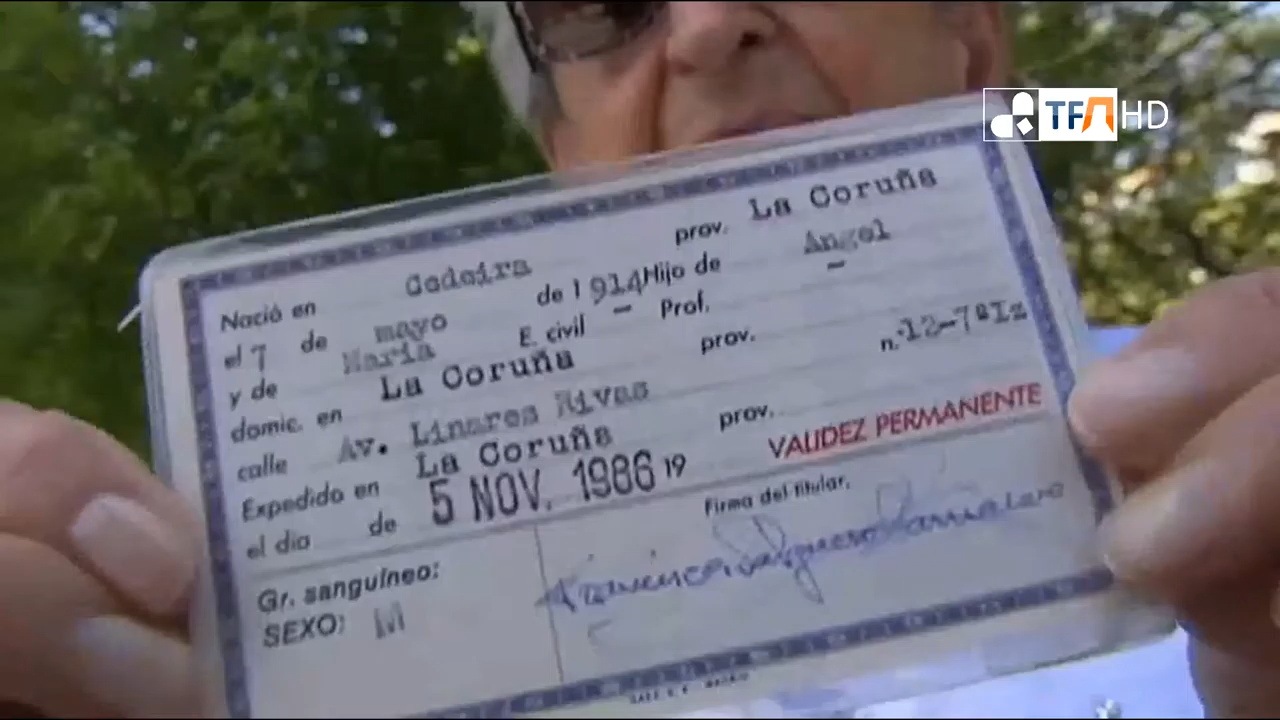 TFЛ HD
Nació en Cedeira prov. La Coruña
el 7 de mayo de 1914 Hijo de Angel
y de Maria E. civil — Prof. —
domic. en La Coruña prov.
calle Av. Linares Rivas n.º 12-7º Iz
Expedido en La Coruña prov.
el dia de 5 NOV. 1986 19 VALIDEZ PERMANENTE
Firma del titular,
Gr. sanguíneo:
SEXO: M